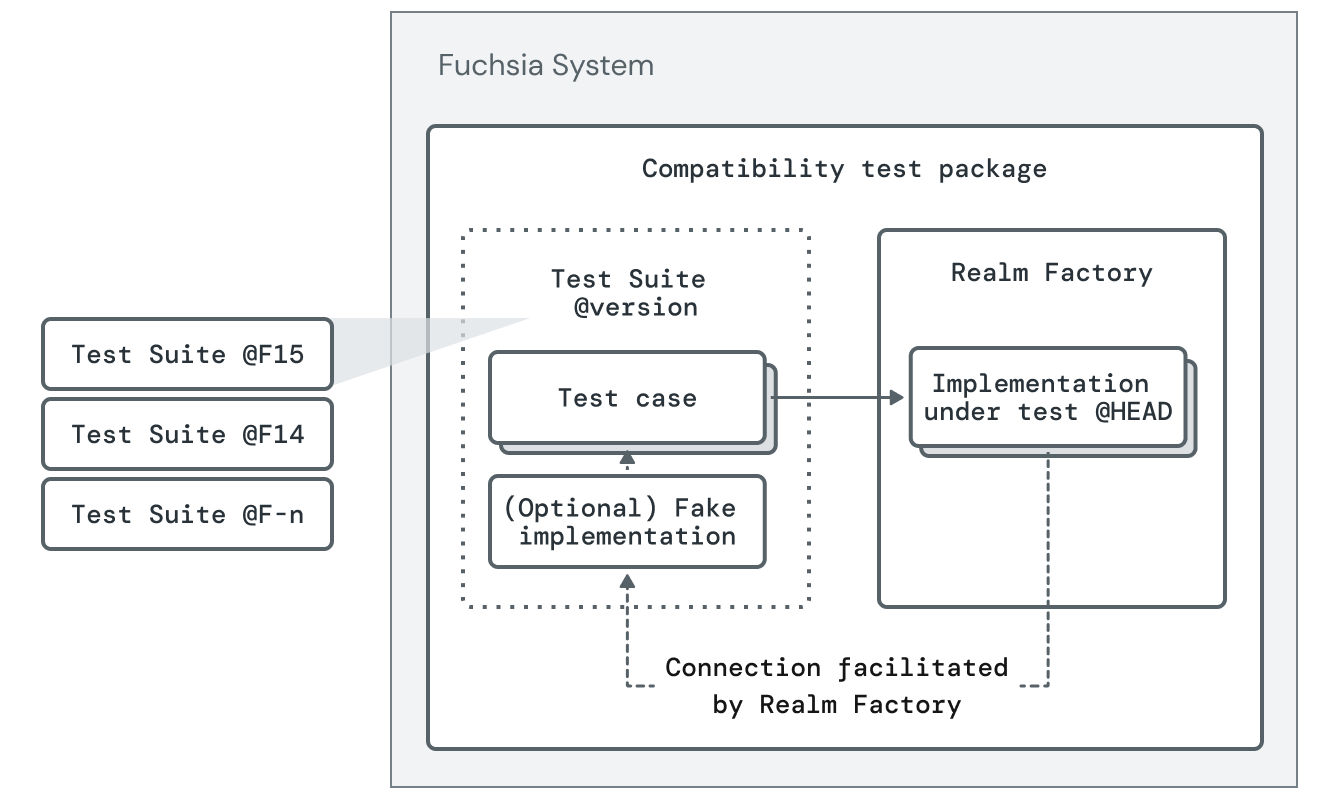 Fuchsia System
Compatibility test package
Test Suite
@version
Realm Factory
Test Suite @F15
Test Suite @F14
Test Suite @F-n
Test case
Implementation
under test @HEAD
(Optional) Fake
implementation
Connection facilitated
by Realm Factory